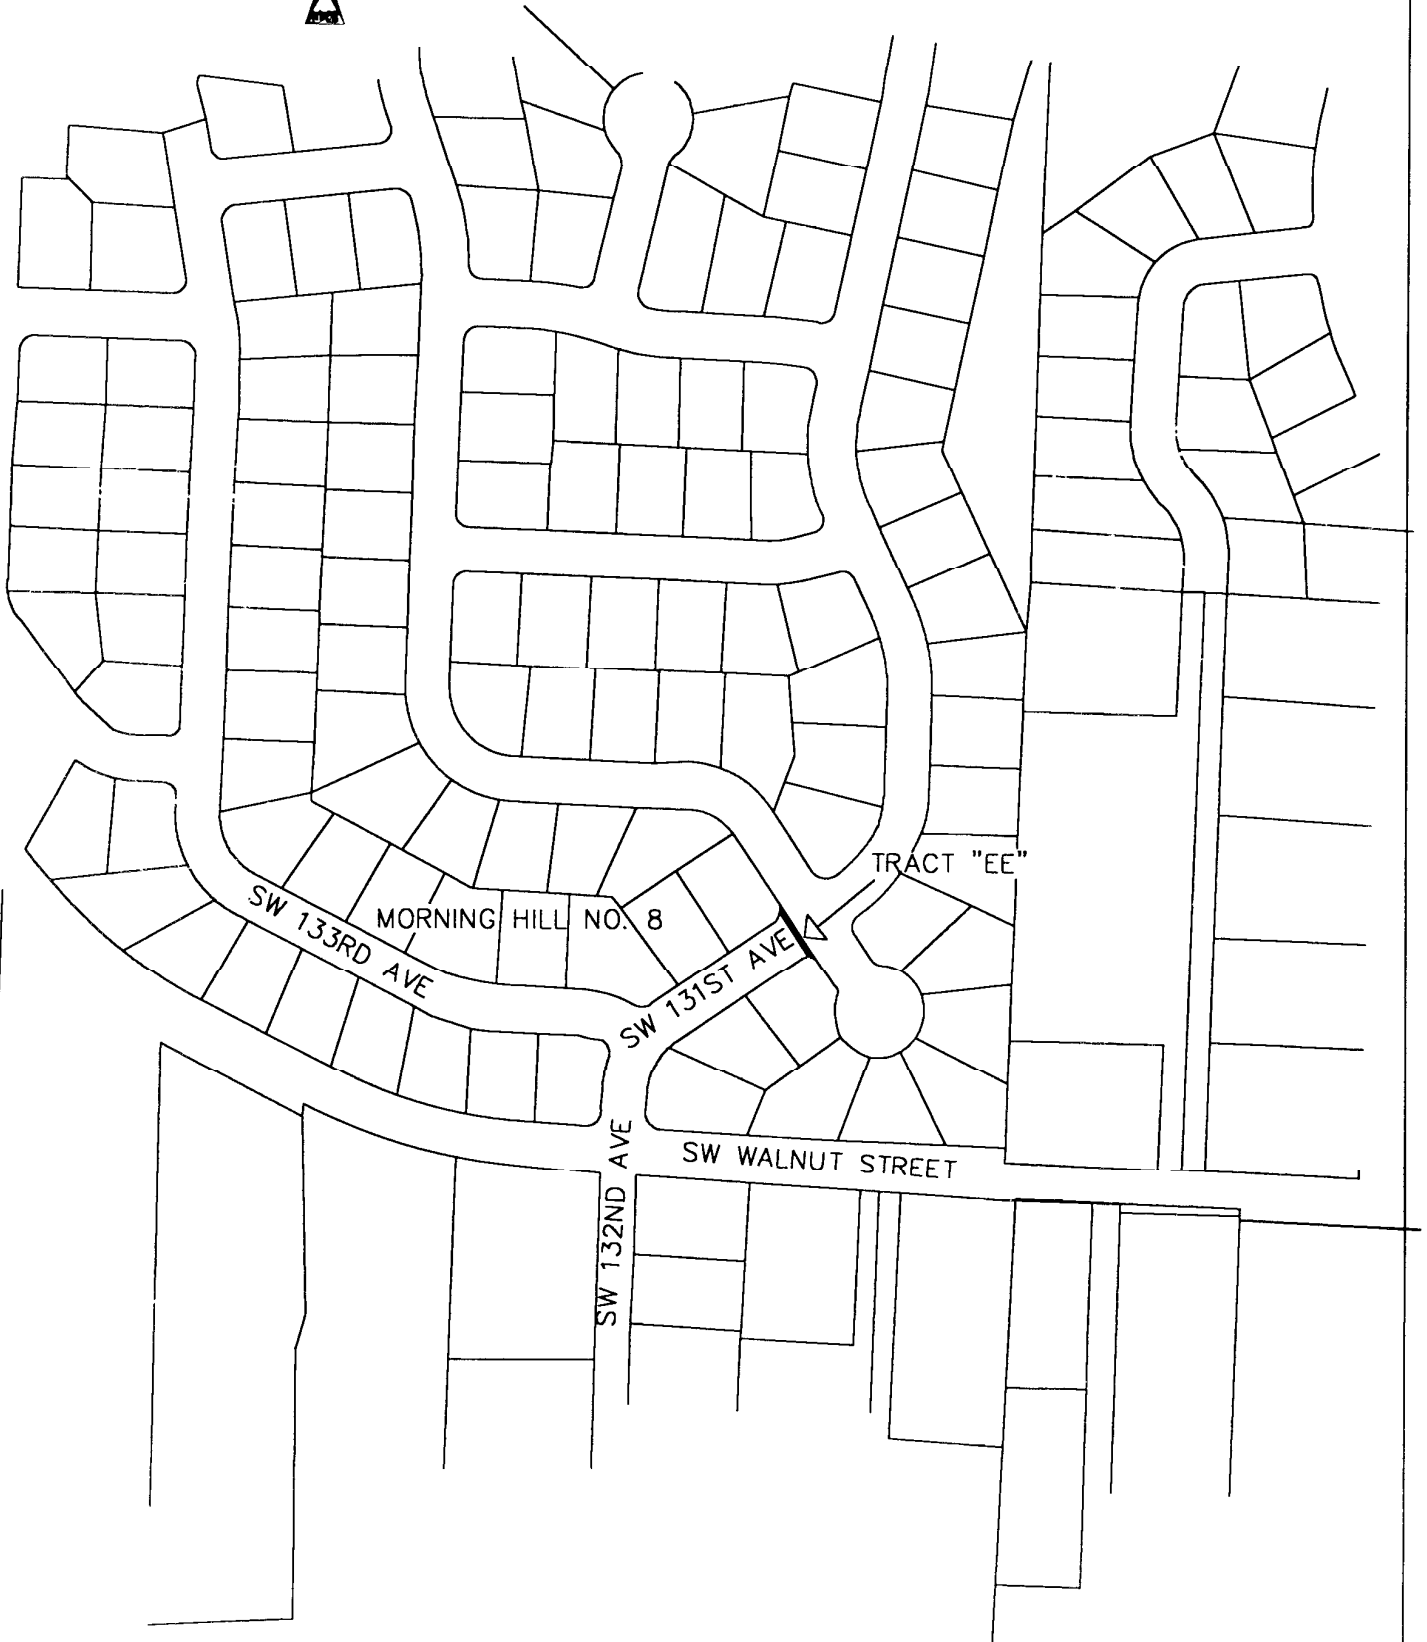 TRACT "EE"
SW 133RD AVE
MORNING HILL NO. 8
SW 131ST AVE
SW WALNUT STREET
SW 132ND AVE